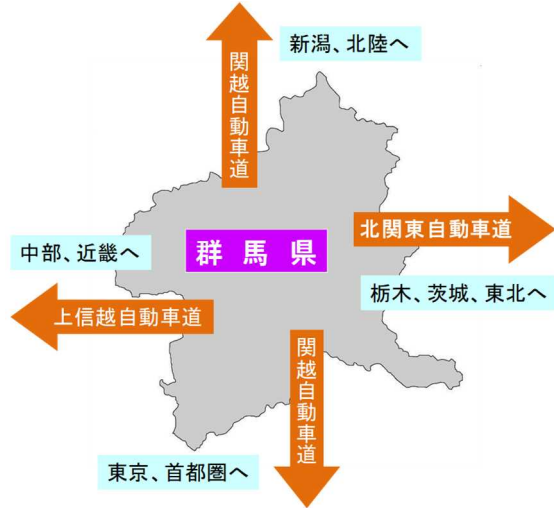 新潟、北陸へ
関越自動車道
北関東自動車道
群馬県
中部、近畿へ
栃木、茨城、東北へ
上信越自動車道
関越自動車道
東京、首都圏へ